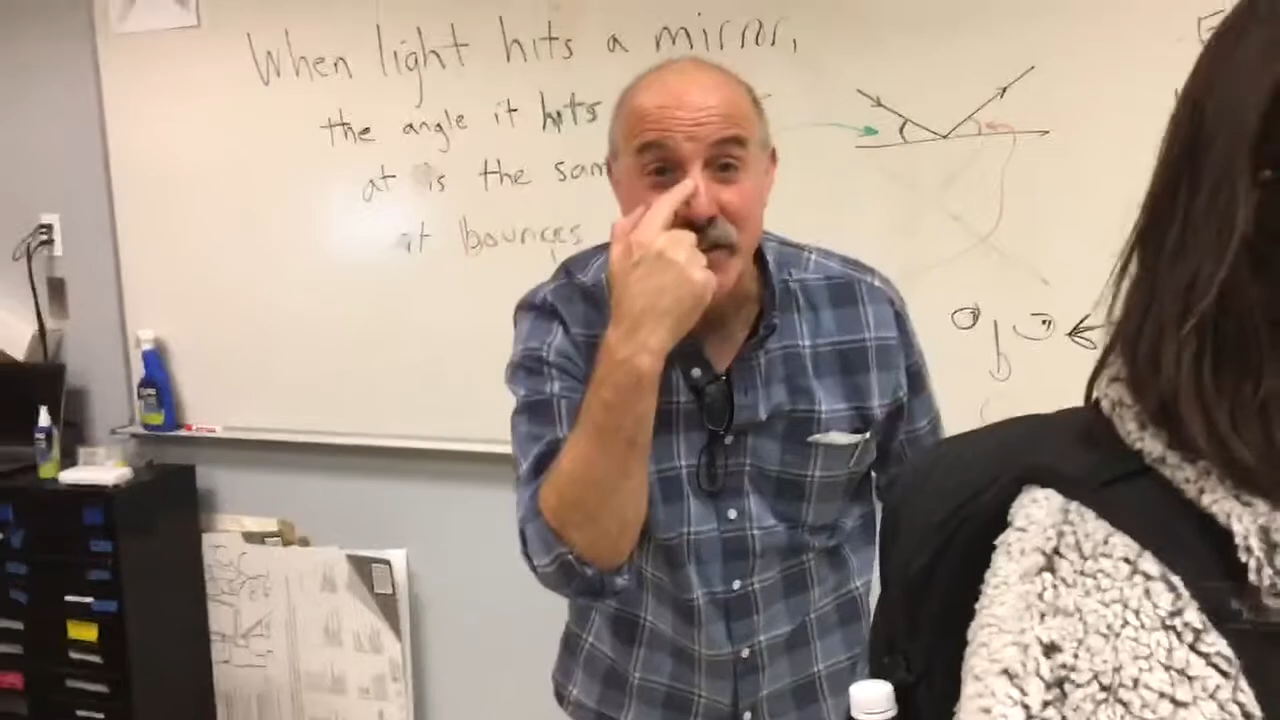 When light hits a mirror,
the angle it hits
at is the sam
it bounces